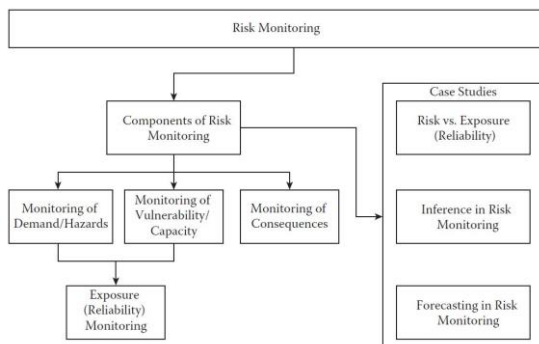 Risk Monitoring
Case Studies
Components of Risk
Monitoring
Risk vs. Exposure
(Reliability)
Monitoring of
Demand/Hazards
Monitoring of
Vulnerability/
Capacity
Monitoring of
Consequences
Inference in Risk
Monitoring
Exposure
(Reliability)
Monitoring
Forecasting in Risk
Monitoring